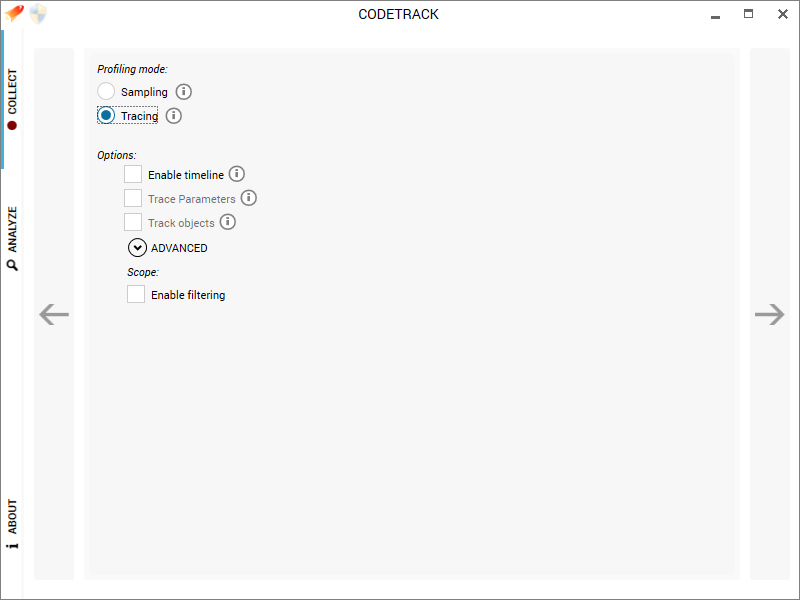 CODETRACK
COLLECT
ANALYZE
ABOUT
Profiling mode:
Sampling
Tracing
Options:
Enable timeline
Trace Parameters
Track objects
ADVANCED
Scope:
Enable filtering